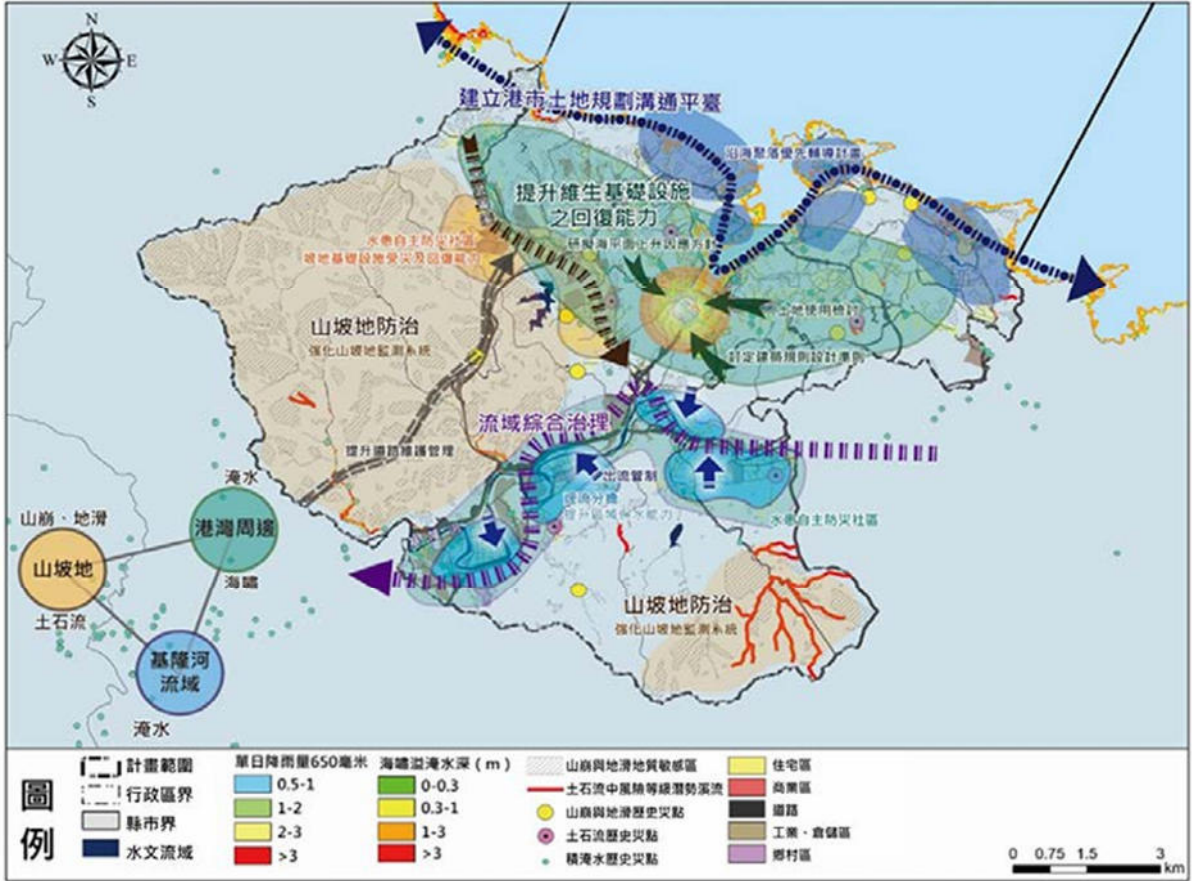 N
W E
S
建立港市土地規劃溝通平臺
沿海聚落優先輔導計畫
提升維生基礎設施
之回復能力
研擬海平面上升因應方針
水患自主防災社區
坡地基礎設施受災及回復能力
土地使用檢討
訂定建築規則設計準則
山坡地防治
強化山坡地監測系統
流域綜合治理
提升道路維護管理
出流管制
逕流分擔
提升區域保水能力
水患自主防災社區
山坡地防治
強化山坡地監測系統
淹水
山崩、地滑
港灣周邊
山坡地
海嘯
土石流
基隆河
流域
淹水
圖例
計畫範圍
行政區界
縣市界
水文流域
單日降雨量650毫米
0.5-1
1-2
2-3
>3
海嘯溢淹水深(m)
0-0.3
0.3-1
1-3
>3
山崩與地滑地質敏感區
土石流中風險等級潛勢溪流
山崩與地滑歷史災點
土石流歷史災點
積淹水歷史災點
住宅區
商業區
道路
工業、倉儲區
鄉村區
0 0.75 1.5 3
km